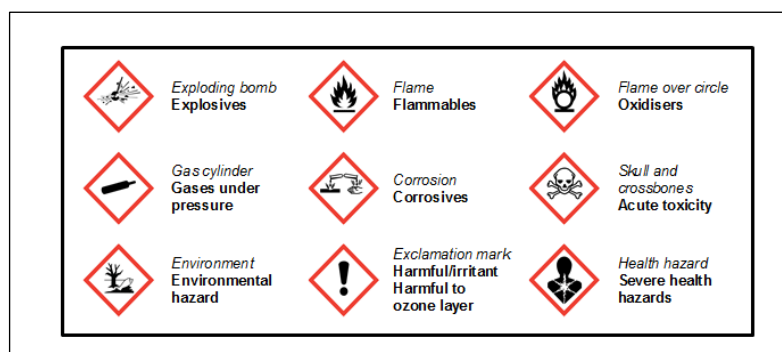 Exploding bomb
Explosives
Flame
Flammables
Flame over circle
Oxidisers
Gas cylinder
Gases under
pressure
Corrosion
Corrosives
Skull and
crossbones
Acute toxicity
Environment
Environmental
hazard
Exclamation mark
Harmful/irritant
Harmful to
ozone layer
Health hazard
Severe health
hazards